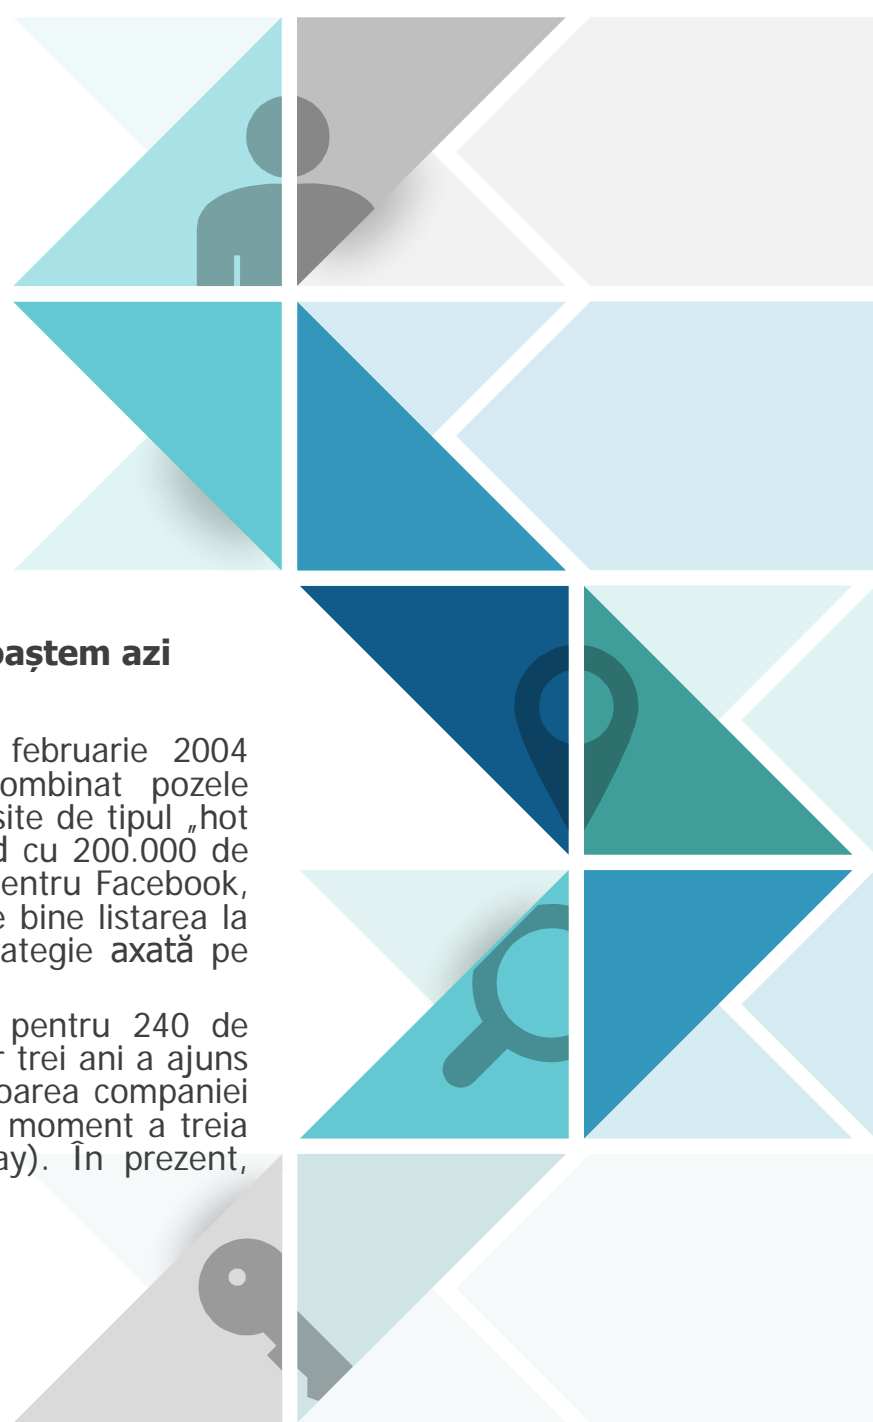 oaștem azi
februarie 2004
ombinat pozele
site de tipul „hot
d cu 200.000 de
entru Facebook,
e bine listarea la
rategie axată pe
pentru 240 de
r trei ani a ajuns
oarea companiei
moment a treia
ay). În prezent,